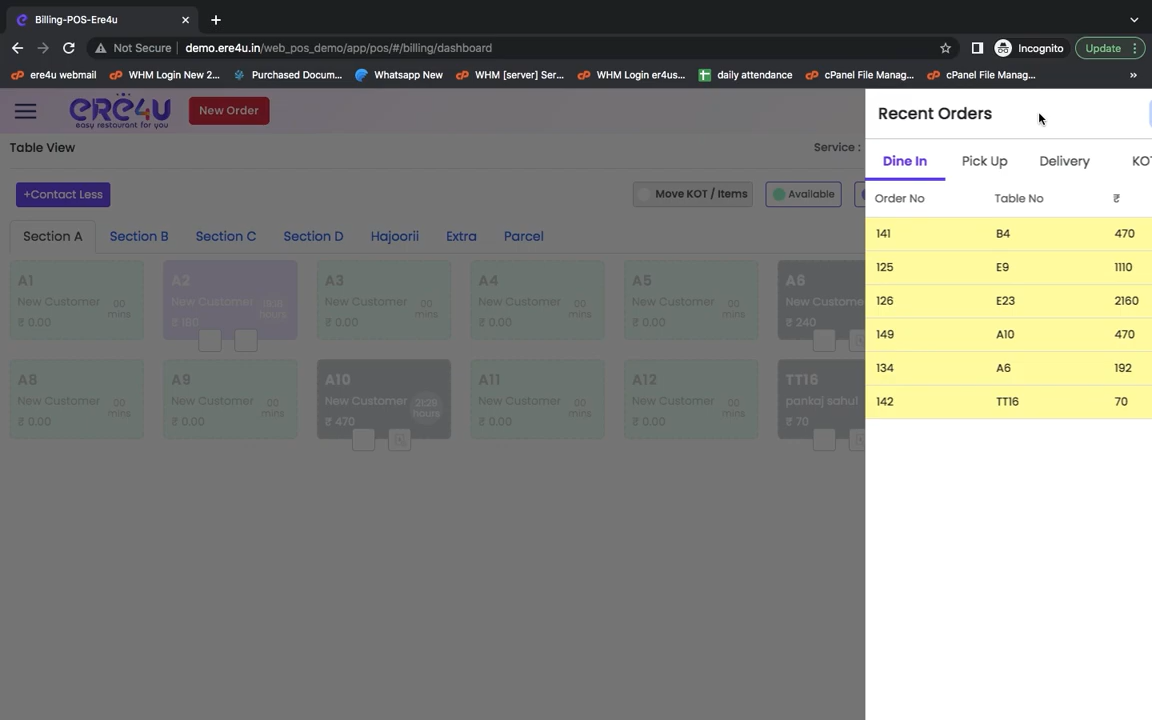 Billing-POS-Ere4u
Not Secure demo.ere4u.in/web_pos_demo/app/pos/#/billing/dashboard Incognito Update
ere4u webmail WHM Login New 2... Purchased Docum... Whatsapp New WHM [server] Ser... WHM Login er4us... daily attendance cPanel File Manag... cPanel File Manag... »
ere4u New Order
easy restaurant for you
Recent Orders
Table View Service :
Dine In Pick Up Delivery KOT
+Contact Less Move KOT / Items Available
Order No Table No ₹
Section A Section B Section C Section D Hajoorii Extra Parcel
141 B4 470
125 E9 1110
126 E23 2160
149 A10 470
134 A6 192
142 TT16 70
A1 A2 A3 A4 A5 A6
New Customer 00 mins New Customer hours New Customer 00 mins New Customer 00 mins New Customer 00 mins New Custome
₹ 0.00 ₹ 180 ₹ 0.00 ₹ 0.00 ₹ 0.00 ₹ 240
A8 A9 A10 A11 A12 TT16
New Customer 00 mins New Customer 00 mins New Customer 21:29 hours New Customer 00 mins New Customer 00 mins pankaj sahul
₹ 0.00 ₹ 0.00 ₹ 470 ₹ 0.00 ₹ 0.00 ₹ 70